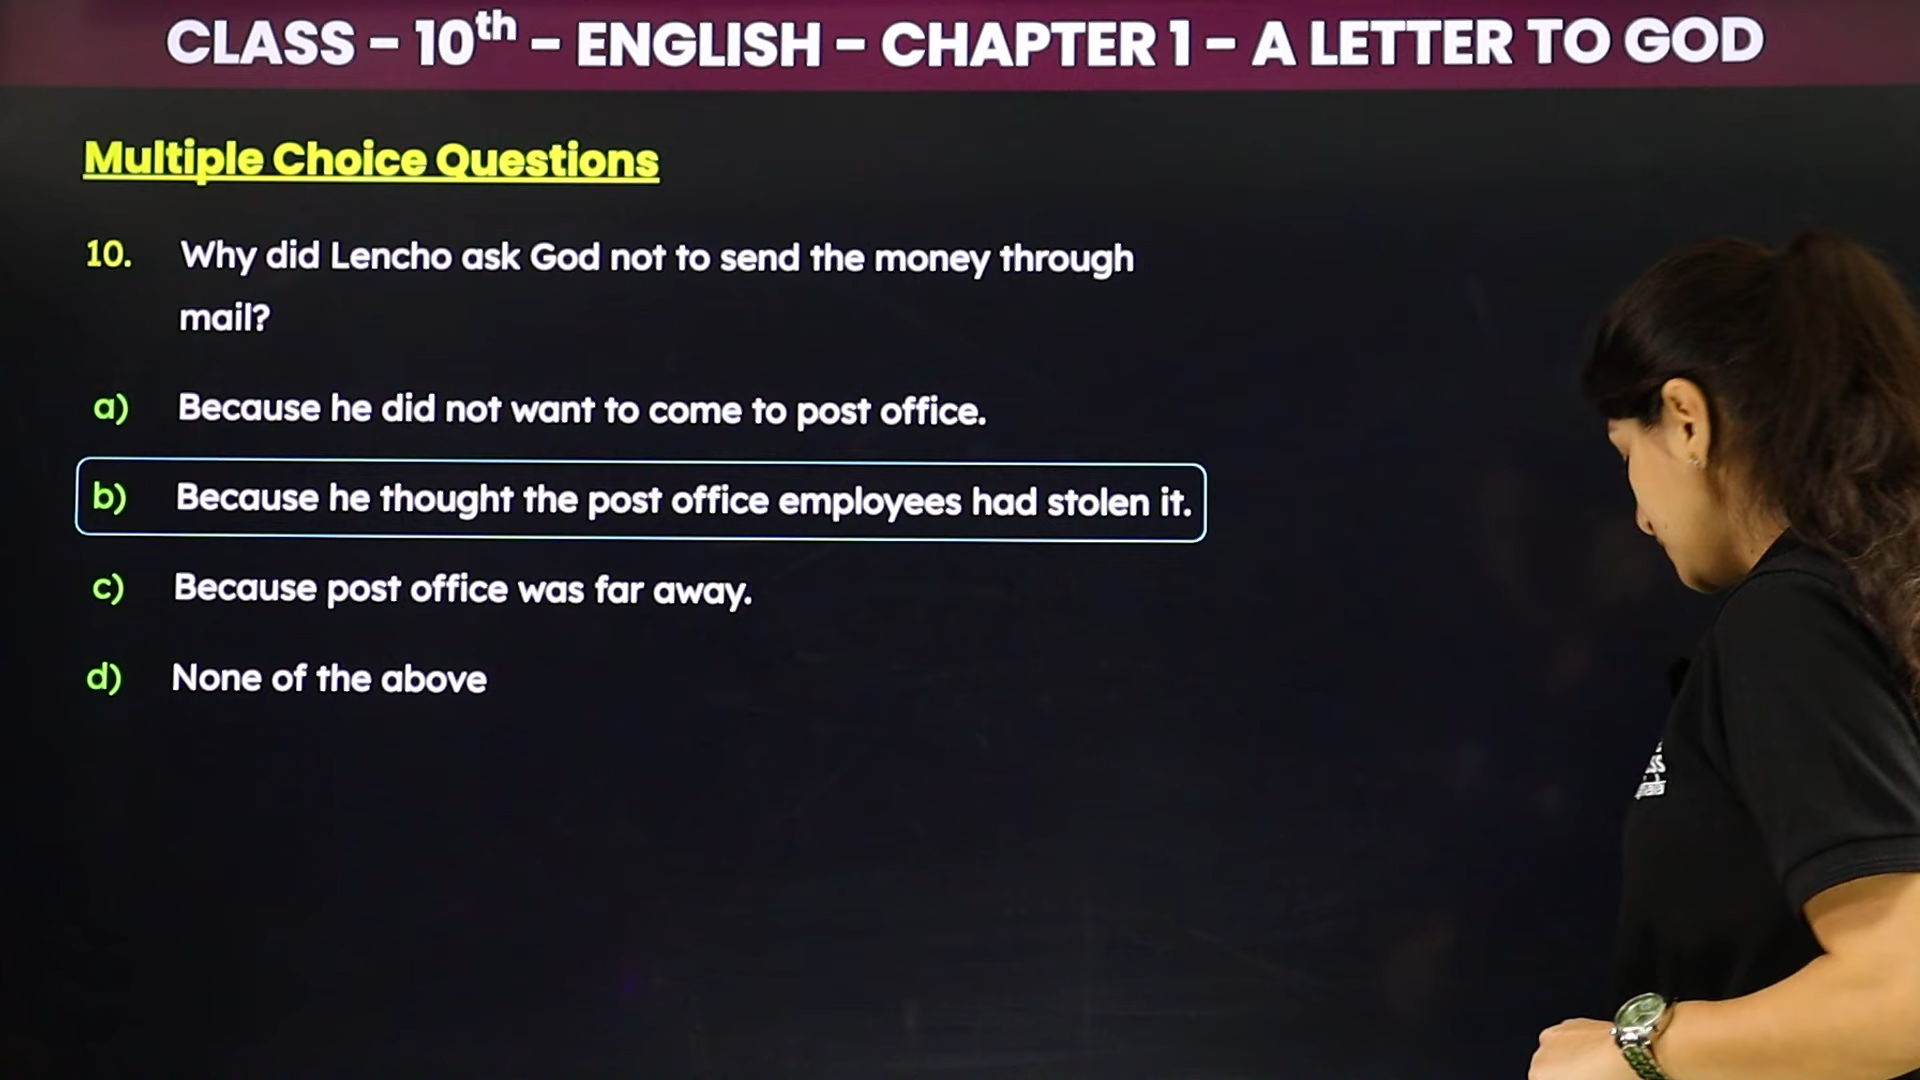 CLASS – 10th – ENGLISH – CHAPTER 1 – A LETTER TO GOD
Multiple Choice Questions
10. Why did Lencho ask God not to send the money through
mail?
a) Because he did not want to come to post office.
b) Because he thought the post office employees had stolen it.
c) Because post office was far away.
d) None of the above